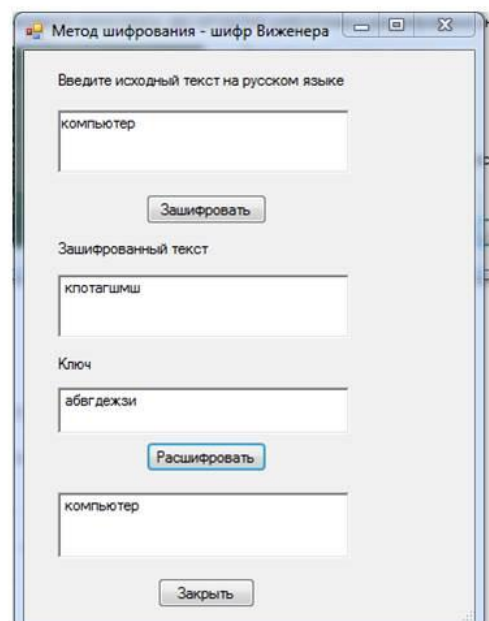 Метод шифрования - шифр Виженера
Введите исходный текст на русском языке
компьютер
Зашифровать
Зашифрованный текст
кпотагшмш
Ключ
абвгдежзи
Расшифровать
компьютер
Закрыть